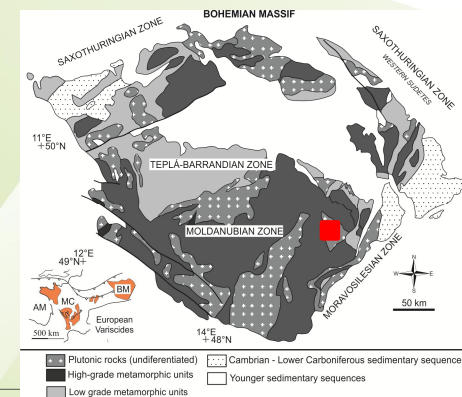 BOHEMIAN MASSIF
SAXOTHURINGIAN ZONE
SAXOTHURINGIAN ZONE
WESTERN SUDETES
11°E
+50°N
TEPLÁ-BARRANDIAN ZONE
MOLDANUBIAN ZONE
MORAVOSILESIAN ZONE
12°E
49°N+
BM
MC
AM
European
Variscides
500 km
14°E
+48°N
N
W
E
S
50 km
Plutonic rocks (undifferentiated)
Cambrian - Lower Carboniferous sedimentary sequences
High-grade metamorphic units
Younger sedimentary sequences
Low grade metamorphic units